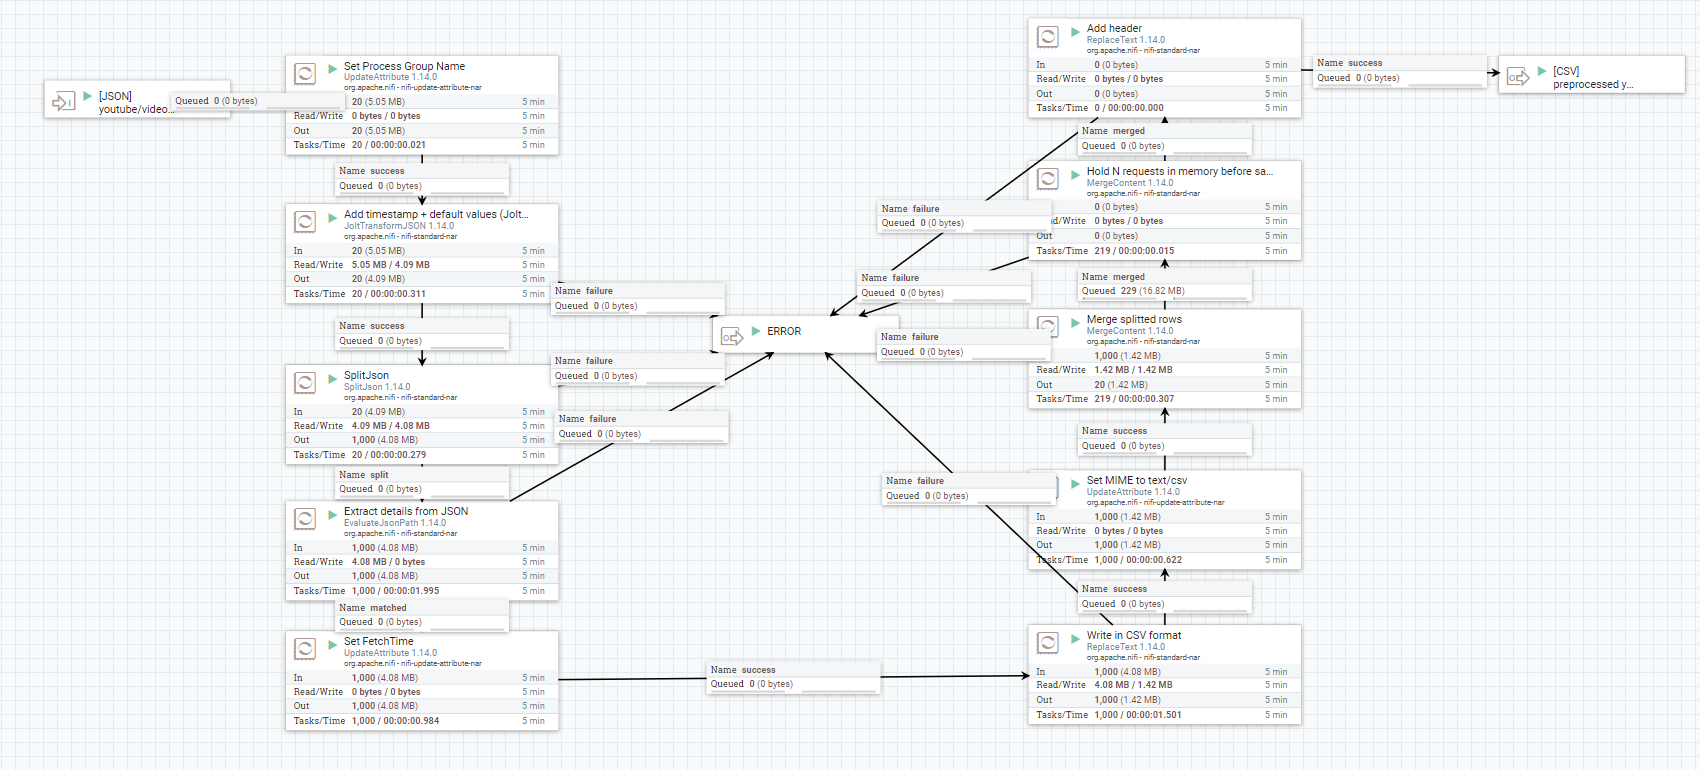 [JSON]
youtube/video...
Queued 0 (0 bytes)
Set Process Group Name
UpdateAttribute 1.14.0
org.apache.nifi - nifi-update-attribute-nar
20 (5.05 MB) 5 min
Read/Write 0 bytes / 0 bytes 5 min
Out 20 (5.05 MB) 5 min
Tasks/Time 20 / 00:00:00.021 5 min
Name success
Queued 0 (0 bytes)
Add timestamp + default values (Jolt...
JoltTransformJSON 1.14.0
org.apache.nifi - nifi-standard-nar
In 20 (5.05 MB) 5 min
Read/Write 5.05 MB / 4.09 MB 5 min
Out 20 (4.09 MB) 5 min
Tasks/Time 20 / 00:00:00.311 5 min
Name success
Queued 0 (0 bytes)
SplitJson
SplitJson 1.14.0
org.apache.nifi - nifi-standard-nar
In 20 (4.09 MB) 5 min
Read/Write 4.09 MB / 4.08 MB 5 min
Out 1,000 (4.08 MB) 5 min
Tasks/Time 20 / 00:00:00.279 5 min
Name split
Queued 0 (0 bytes)
Extract details from JSON
EvaluateJsonPath 1.14.0
org.apache.nifi - nifi-standard-nar
In 1,000 (4.08 MB) 5 min
Read/Write 4.08 MB / 0 bytes 5 min
Out 1,000 (4.08 MB) 5 min
Tasks/Time 1,000 / 00:00:01.995 5 min
Name matched
Queued 0 (0 bytes)
Set FetchTime
UpdateAttribute 1.14.0
org.apache.nifi - nifi-update-attribute-nar
In 1,000 (4.08 MB) 5 min
Read/Write 0 bytes / 0 bytes 5 min
Out 1,000 (4.08 MB) 5 min
Tasks/Time 1,000 / 00:00:00.984 5 min
Name failure
Queued 0 (0 bytes)
Name failure
Queued 0 (0 bytes)
Name failure
Queued 0 (0 bytes)
ERROR
Name success
Queued 0 (0 bytes)
Name failure
Queued 0 (0 bytes)
Name failure
Queued 0 (0 bytes)
Name failure
Queued 0 (0 bytes)
Name failure
Queued 0 (0 bytes)
Add header
ReplaceText 1.14.0
org.apache.nifi - nifi-standard-nar
In 0 (0 bytes) 5 min
Read/Write 0 bytes / 0 bytes 5 min
Out 0 (0 bytes) 5 min
Tasks/Time 0 / 00:00:00.000 5 min
Name merged
Queued 0 (0 bytes)
Hold N requests in memory before sa...
MergeContent 1.14.0
org.apache.nifi - nifi-standard-nar
0 (0 bytes) 5 min
0 bytes / 0 bytes 5 min
Out 0 (0 bytes) 5 min
Tasks/Time 219 / 00:00:00.015 5 min
Name merged
Queued 229 (16.82 MB)
Merge splitted rows
MergeContent 1.14.0
org.apache.nifi - nifi-standard-nar
1,000 (1.42 MB) 5 min
Read/Write 1.42 MB / 1.42 MB 5 min
Out 20 (1.42 MB) 5 min
Tasks/Time 219 / 00:00:00.307 5 min
Name success
Queued 0 (0 bytes)
Set MIME to text/csv
UpdateAttribute 1.14.0
org.apache.nifi - nifi-update-attribute-nar
In 1,000 (1.42 MB) 5 min
Read/Write 0 bytes / 0 bytes 5 min
Out 1,000 (1.42 MB) 5 min
Tasks/Time 1,000 / 00:00:00.622 5 min
Name success
Queued 0 (0 bytes)
Write in CSV format
ReplaceText 1.14.0
org.apache.nifi - nifi-standard-nar
In 1,000 (4.08 MB) 5 min
Read/Write 4.08 MB / 1.42 MB 5 min
Out 1,000 (1.42 MB) 5 min
Tasks/Time 1,000 / 00:00:01.501 5 min
Name success
Queued 0 (0 bytes)
[CSV]
preprocessed y...